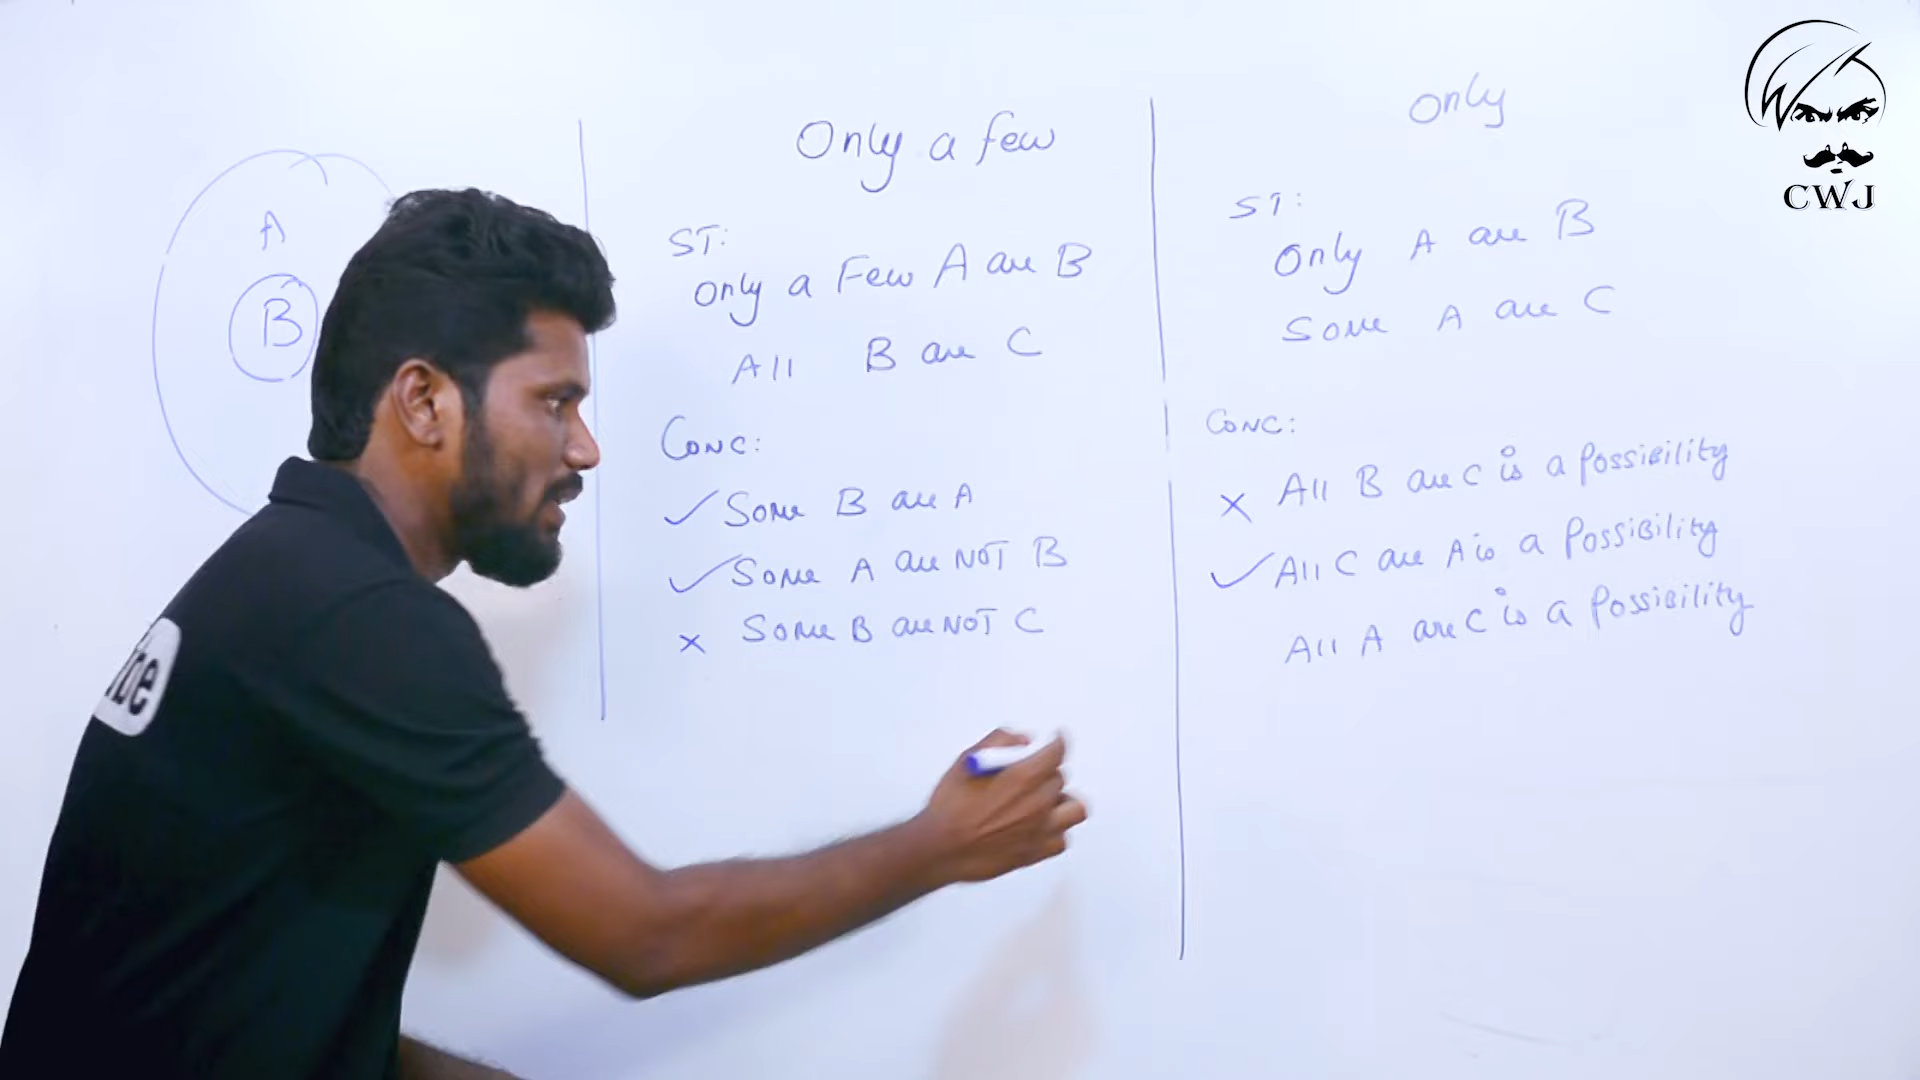 A
B
Only a few
ST:
Only a Few A are B
All B are C
Conc:
✓ Some B are A
✓ Some A are NOT B
× Some B are NOT C
Only
ST:
Only A are B
Some A are C
Conc:
× All B are C is a Possibility
✓ All C are A is a Possibility
All A are C is a Possibility
CWJ